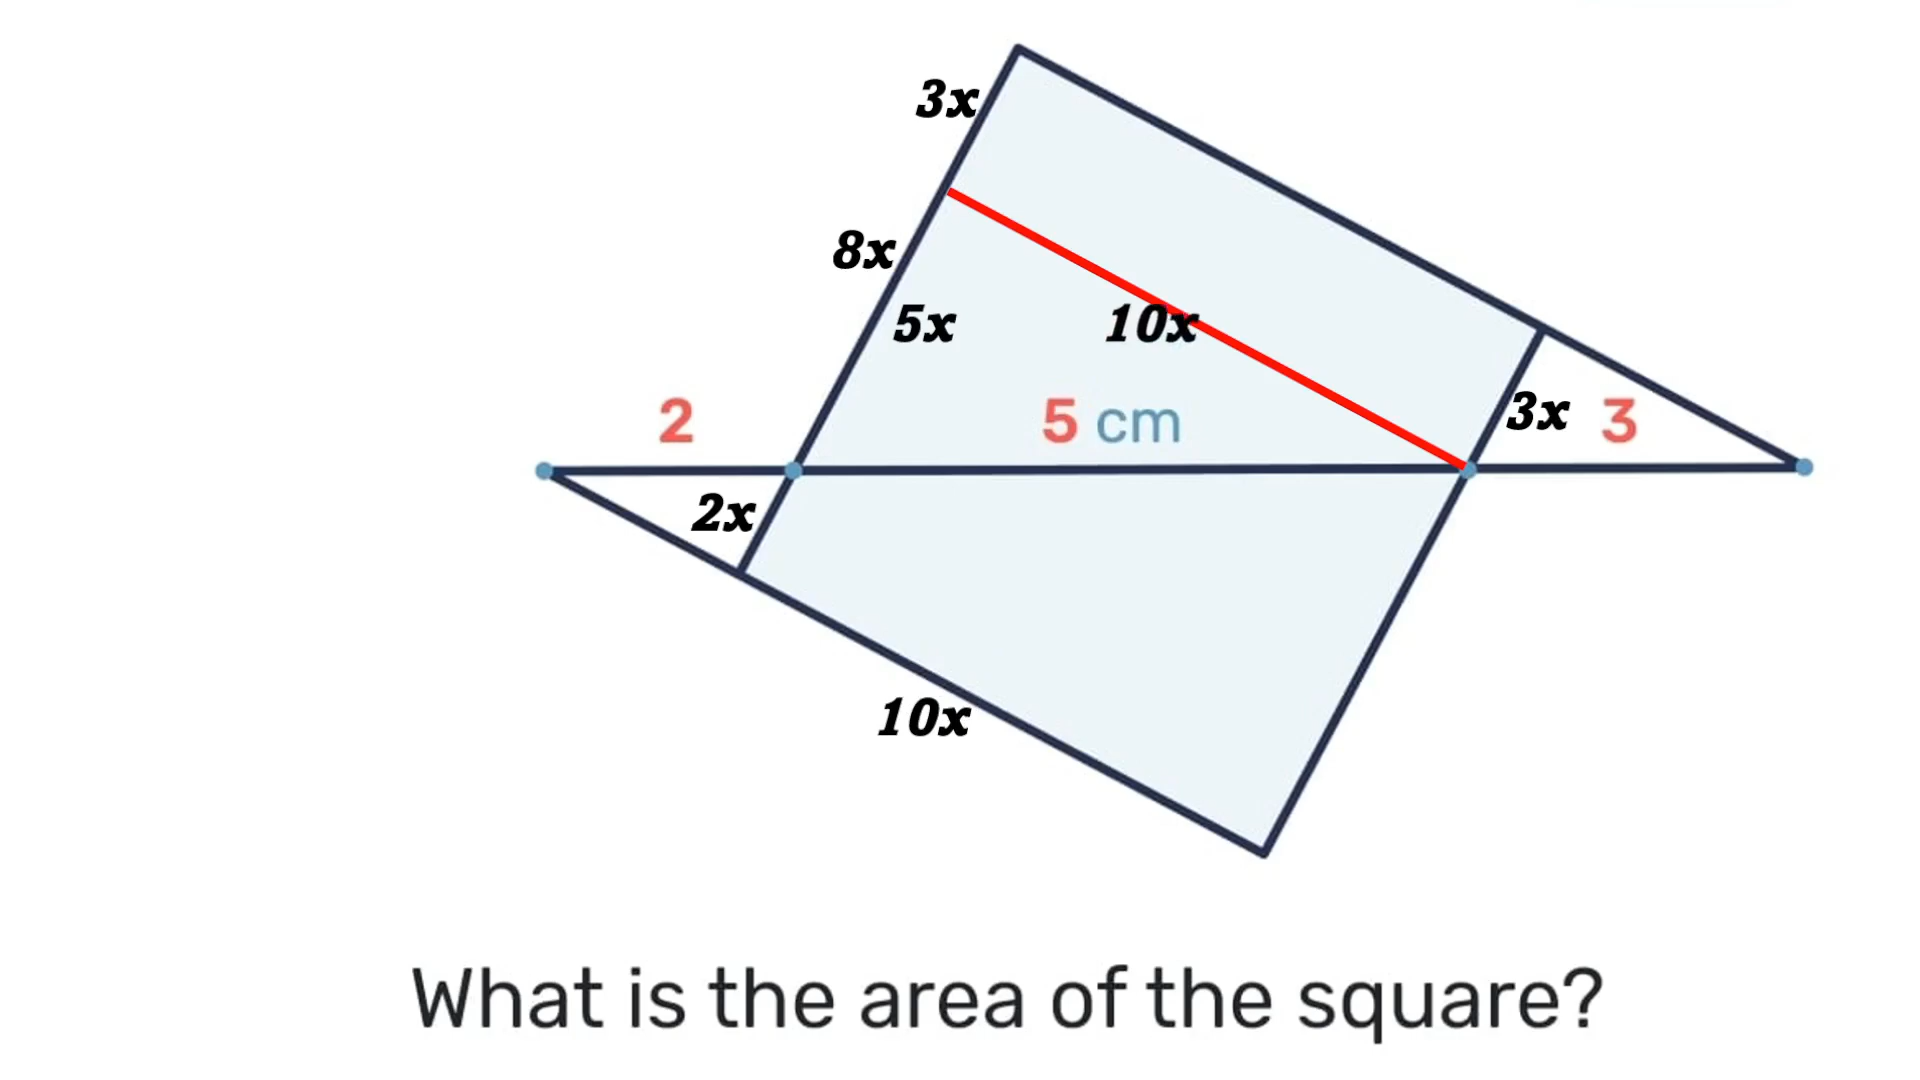 3x
8x
5x
10x
2
5 cm
3x
3
2x
10x
What is the area of the square?